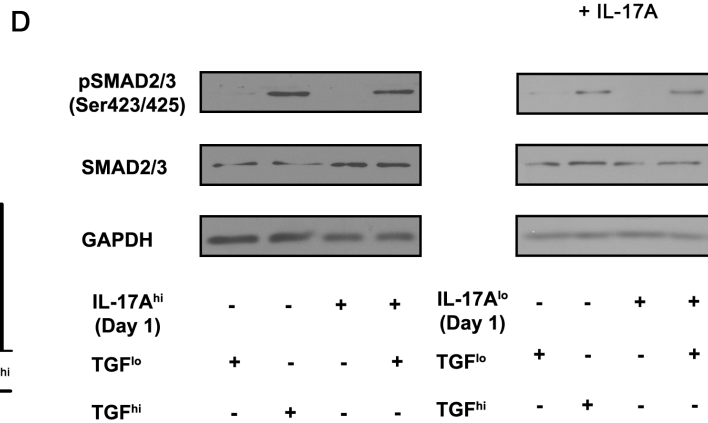 D
+ IL-17A
pSMAD2/3
(Ser423/425)
SMAD2/3
GAPDH
IL-17Aʰⁱ - - + + IL-17Aˡᵒ - - + +
(Day 1) (Day 1)
TGFˡᵒ + - - + TGFˡᵒ + - - +
hi
TGFʰⁱ - + - - TGFʰⁱ - + - -